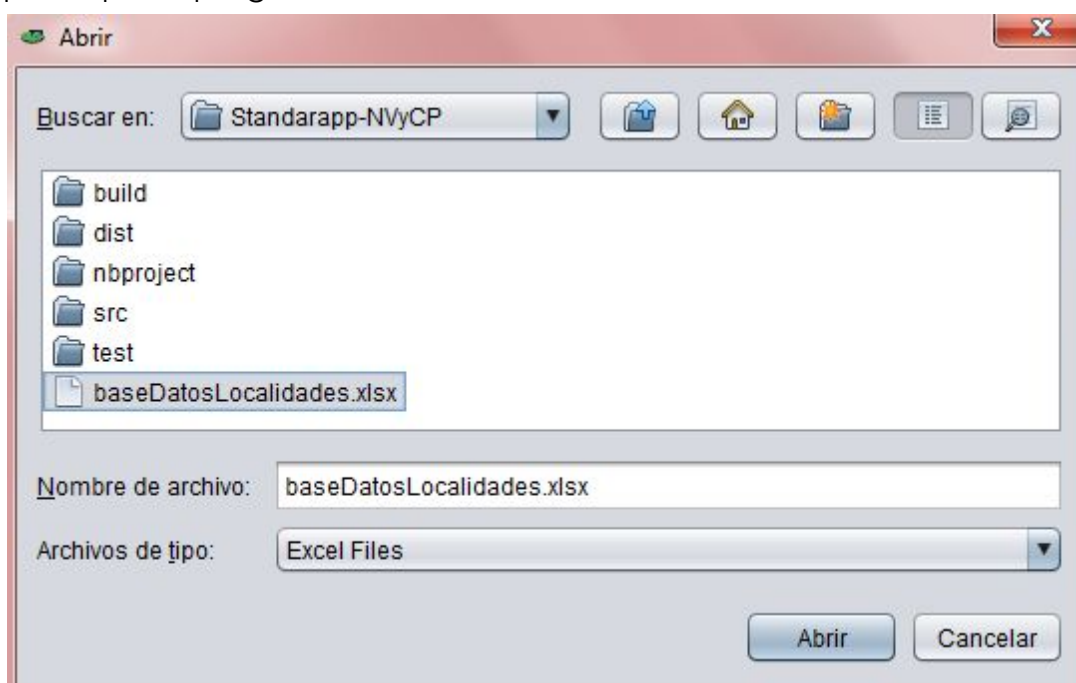 Abrir
Buscar en: Standarapp-NVyCP
build
dist
nbproject
src
test
baseDatosLocalidades.xlsx
Nombre de archivo: baseDatosLocalidades.xlsx
Archivos de tipo: Excel Files
Abrir Cancelar